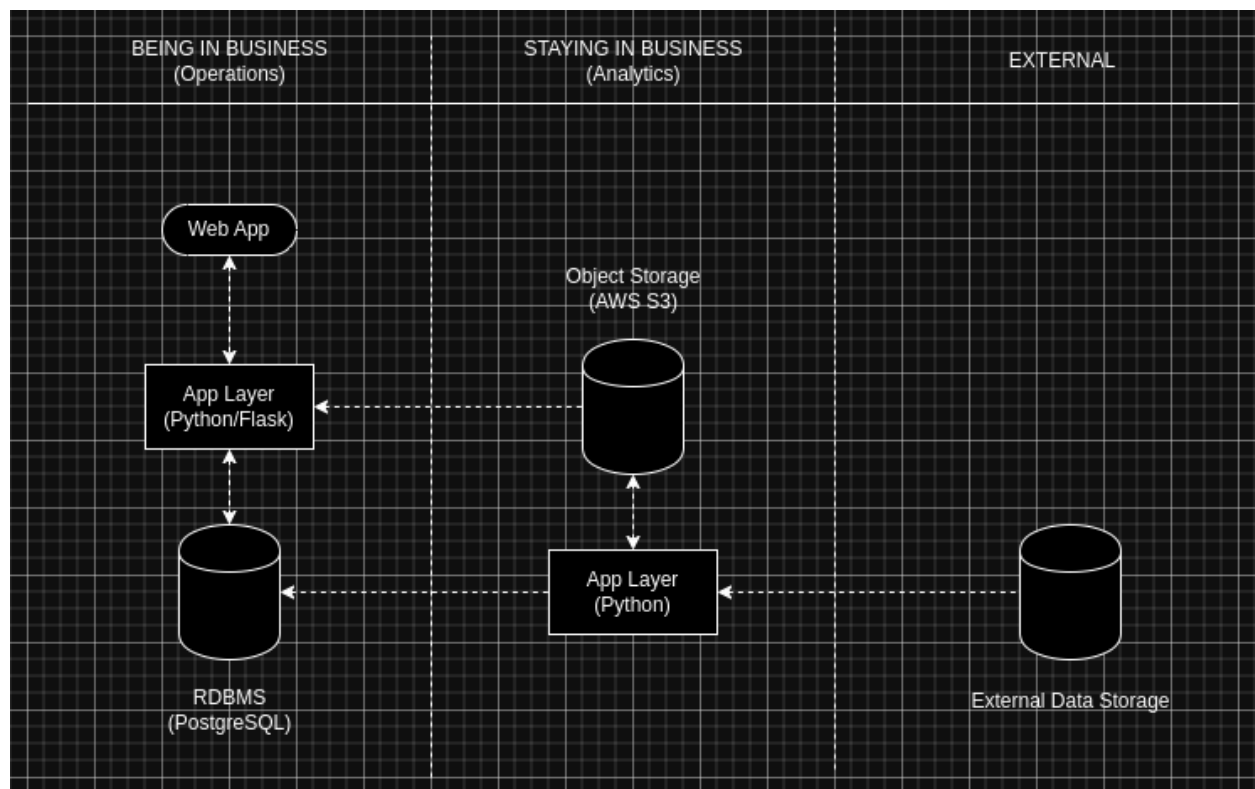 BEING IN BUSINESS
(Operations)
STAYING IN BUSINESS
(Analytics)
EXTERNAL
Web App
Object Storage
(AWS S3)
App Layer
(Python/Flask)
App Layer
(Python)
RDBMS
(PostgreSQL)
External Data Storage